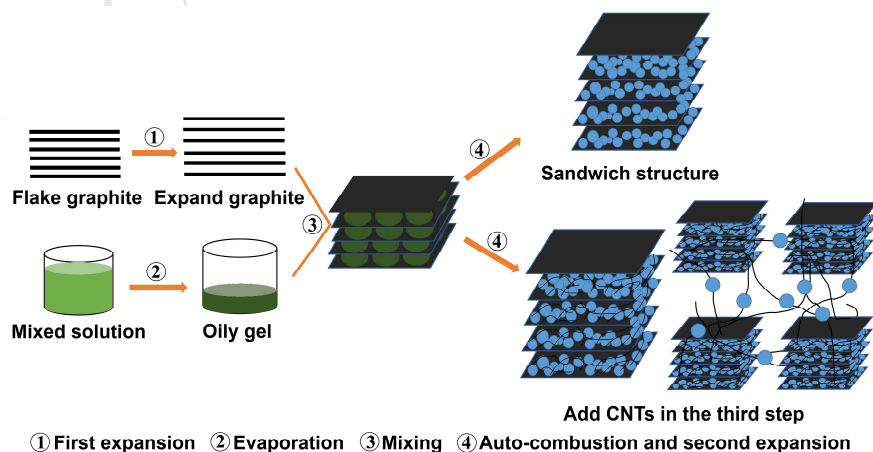 ①
④
Sandwich structure
Flake graphite
Expand graphite
③
②
④
Mixed solution
Oily gel
Add CNTs in the third step
① First expansion ② Evaporation ③ Mixing ④ Auto-combustion and second expansion